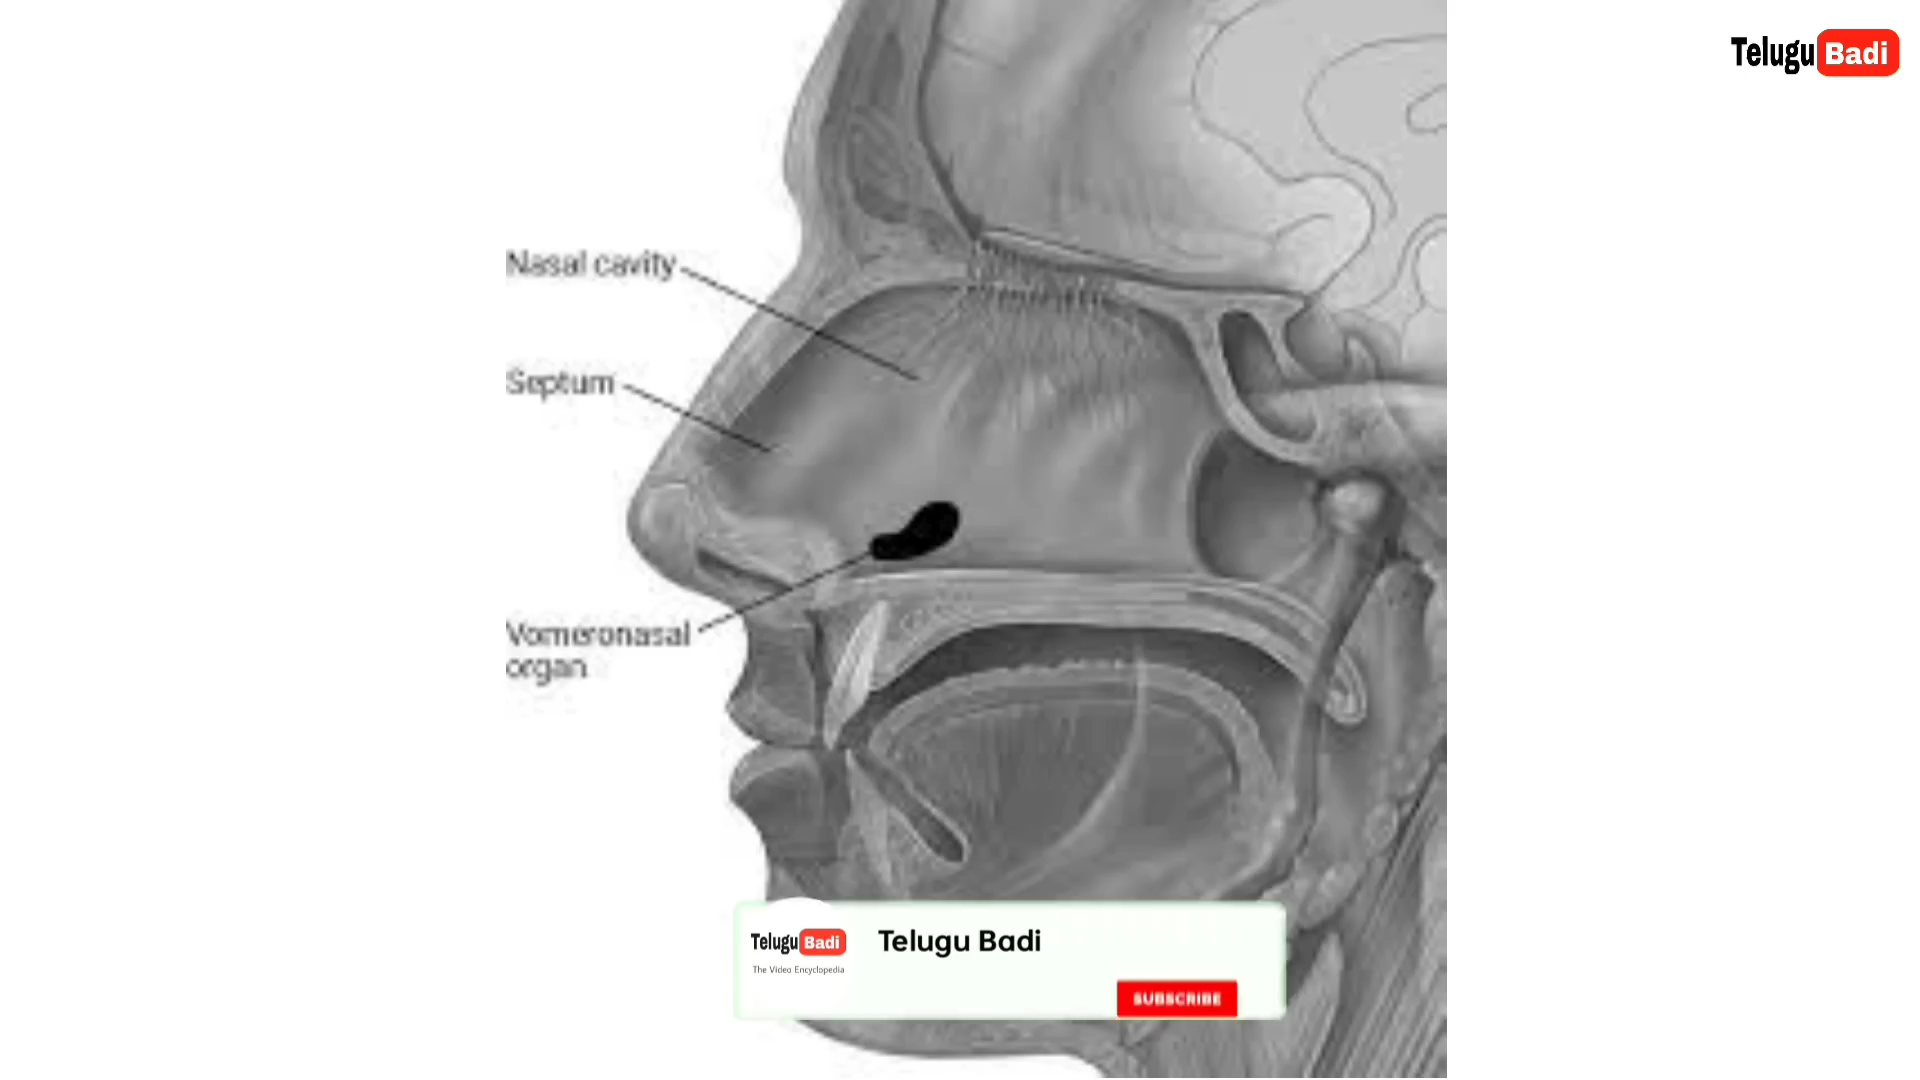 Telugu Badi
Nasal cavity
Septum
Vomeronasal
organ
Telugu Badi
The Video Encyclopedia
Telugu Badi
SUBSCRIBE